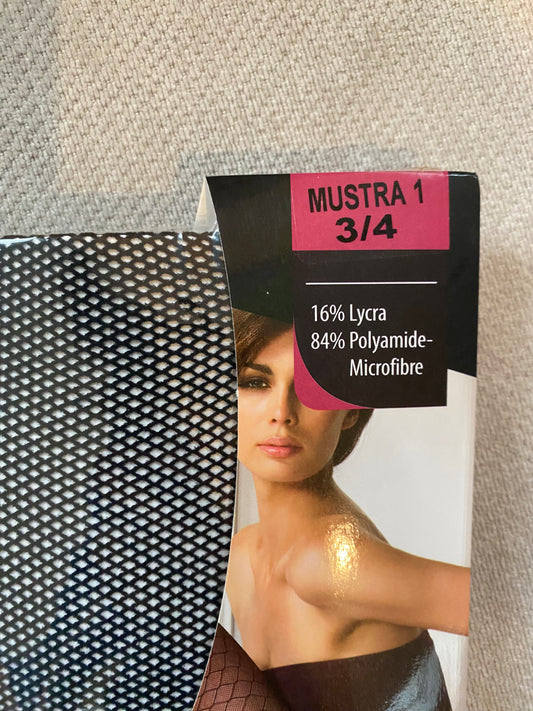 MUSTRA 1
3/4
16% Lycra
84% Polyamide-
Microfibre